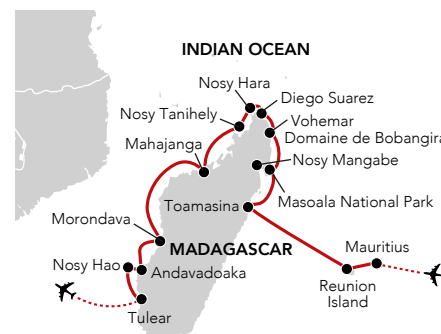 INDIAN OCEAN
Nosy Hara
Diego Suarez
Nosy Tanihely
Vohemar
Domaine de Bobangira
Mahajanga
Nosy Mangabe
Masoala National Park
Toamasina
Morondava
MADAGASCAR
Mauritius
Nosy Hao
Andavadoaka
Reunion
Island
Tulear